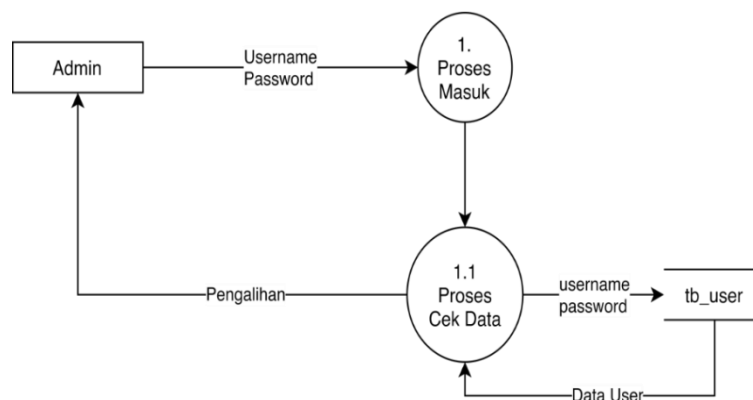 Admin
Username
Password
1.
Proses
Masuk
Pengalihan
1.1
Proses
Cek Data
username
password
tb_user
Data User